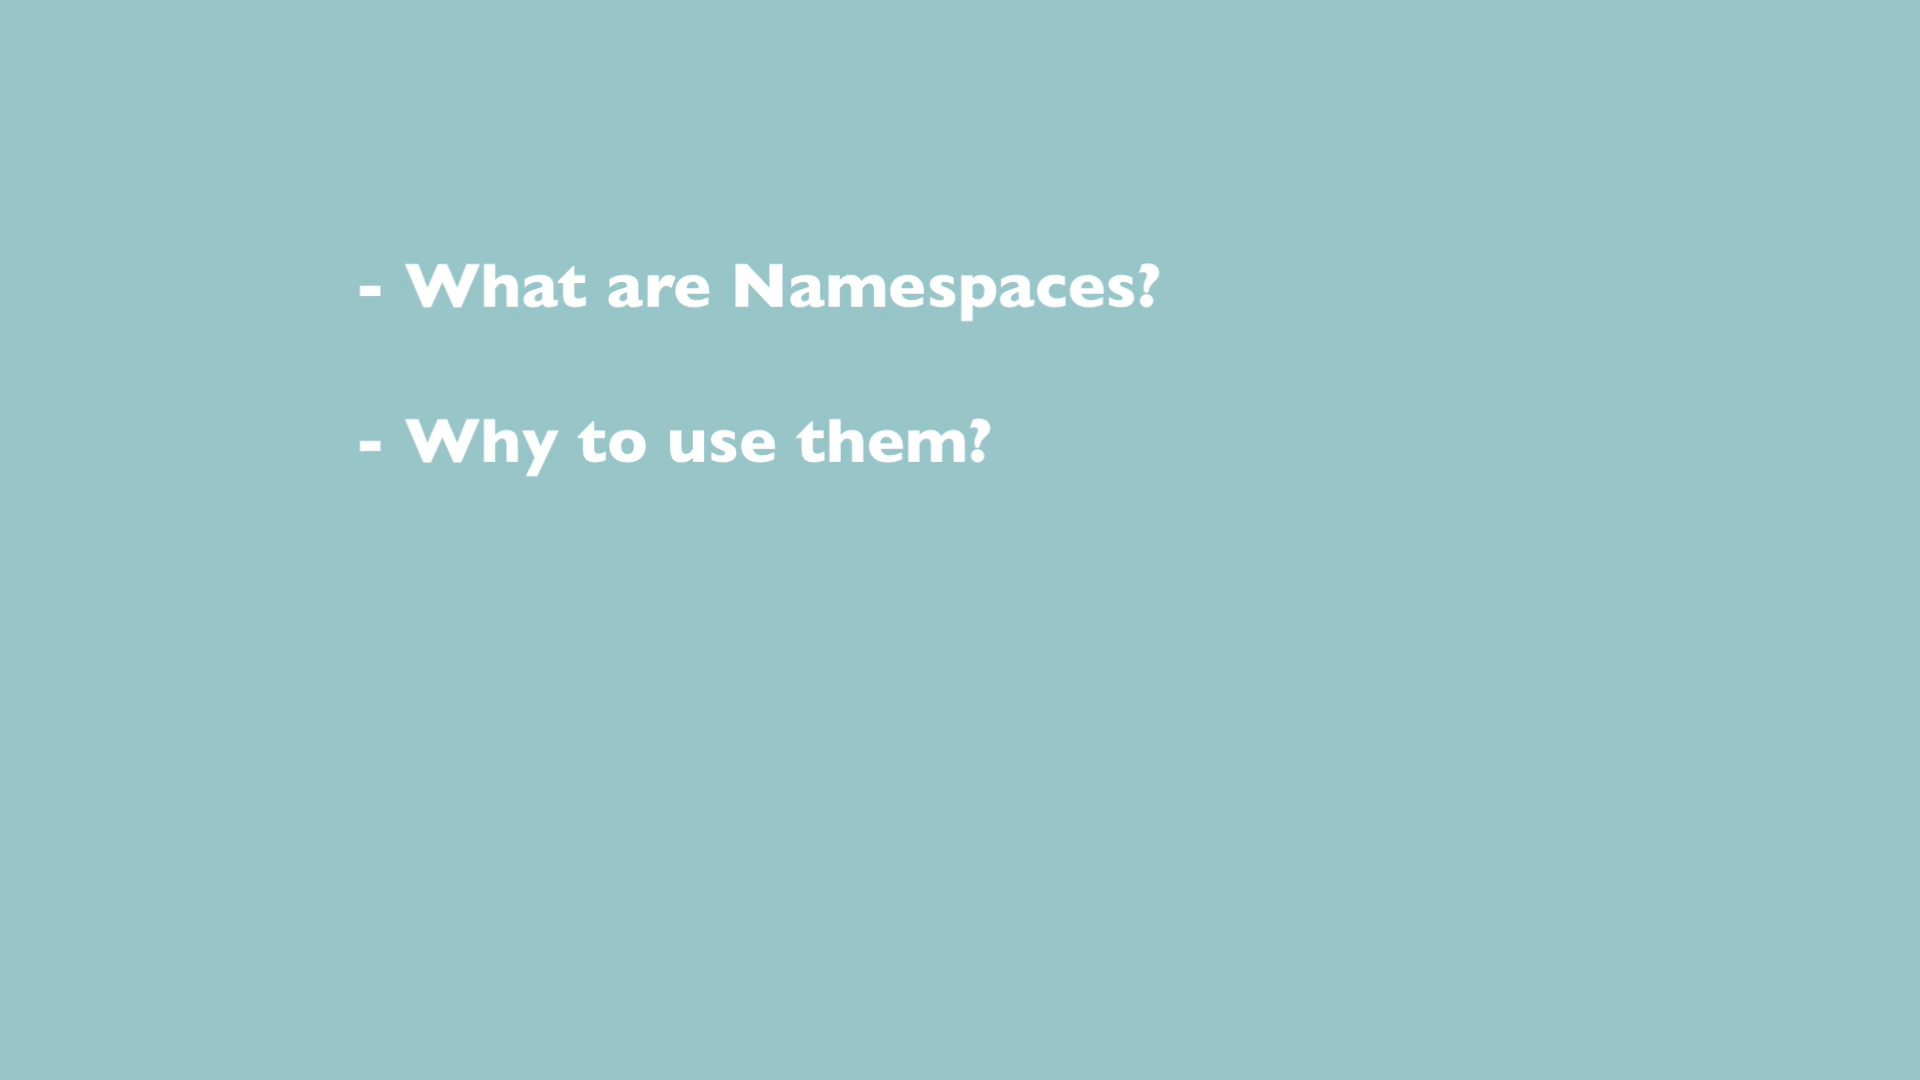 - What are Namespaces?
- Why to use them?